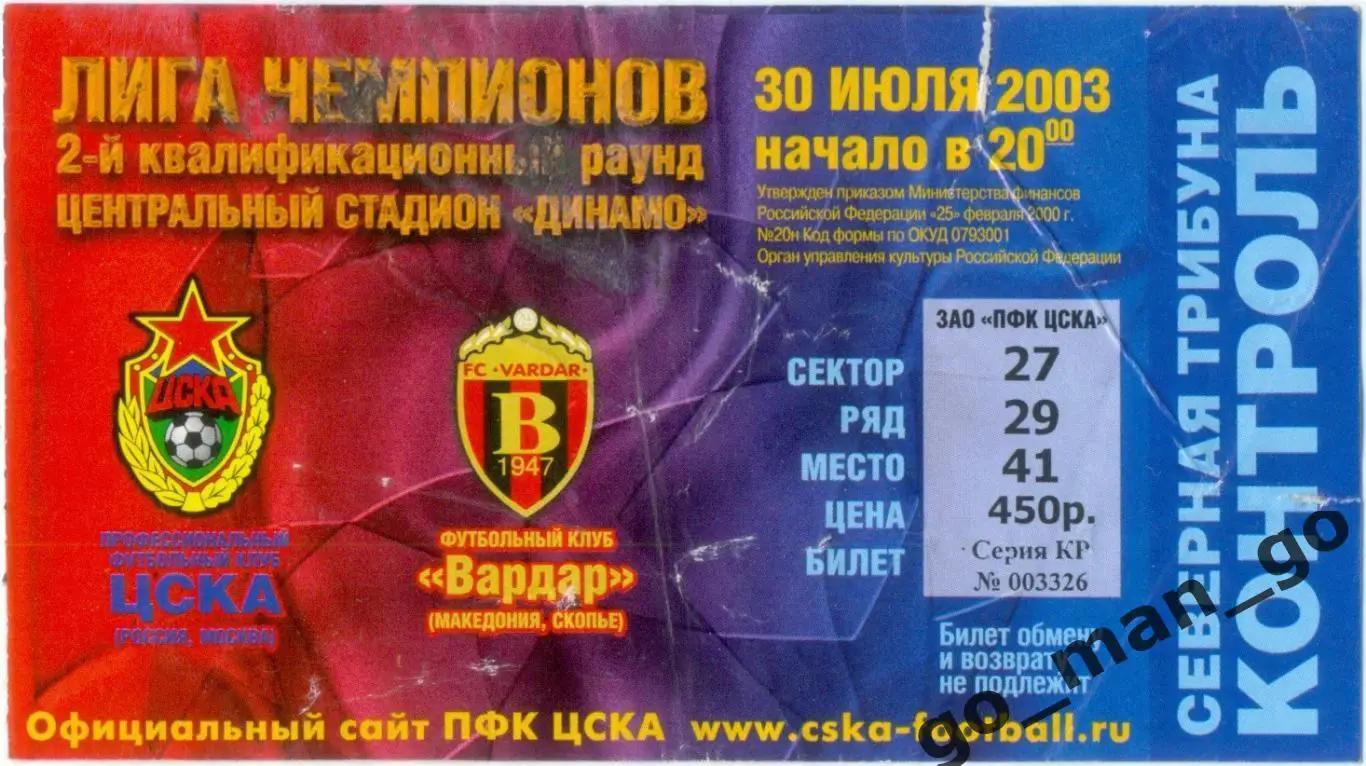 ЛИГА ЧЕМПИОНОВ
2-й квалификационный раунд
ЦЕНТРАЛЬНЫЙ СТАДИОН «ДИНАМО»
30 ИЮЛЯ 2003
начало в 20 00
Утвержден приказом Министерства финансов
Российской Федерации «25» февраля 2000 г.
№20н Код формы по ОКУД 0793001
Орган управления культуры Российской Федерации
ЦСКА
FC · VARDAR ·
B
1947
ПРОФЕССИОНАЛЬНЫЙ
ФУТБОЛЬНЫЙ КЛУБ
ЦСКА
(РОССИЯ, МОСКВА)
ФУТБОЛЬНЫЙ КЛУБ
«Вардар»
(МАКЕДОНИЯ, СКОПЬЕ)
ЗАО «ПФК ЦСКА»
СЕКТОР 27
РЯД 29
МЕСТО 41
ЦЕНА 450р.
БИЛЕТ Серия КР
№ 003326
Билет обмену
и возврату
не подлежит
Официальный сайт ПФК ЦСКА www.cska-football.ru
СЕВЕРНАЯ ТРИБУНА
КОНТРОЛЬ
go_man_go